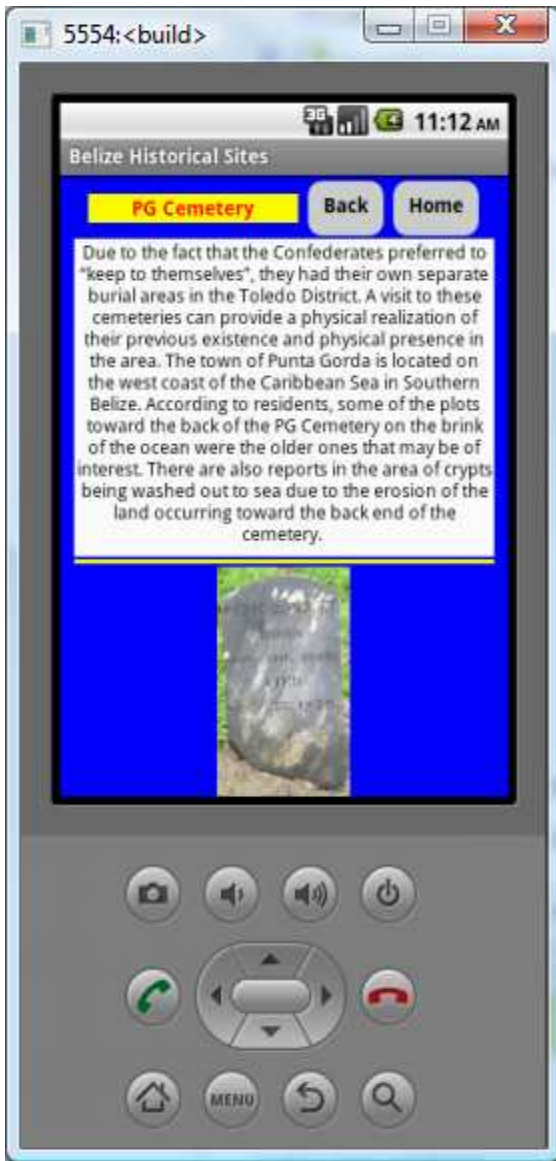 5554:<build>
3G 11:12 AM
Belize Historical Sites
PG Cemetery Back Home
Due to the fact that the Confederates preferred to
"keep to themselves", they had their own separate
burial areas in the Toledo District. A visit to these
cemeteries can provide a physical realization of
their previous existence and physical presence in
the area. The town of Punta Gorda is located on
the west coast of the Caribbean Sea in Southern
Belize. According to residents, some of the plots
toward the back of the PG Cemetery on the brink
of the ocean were the older ones that may be of
interest. There are also reports in the area of crypts
being washed out to sea due to the erosion of the
land occurring toward the back end of the
cemetery.
MENU